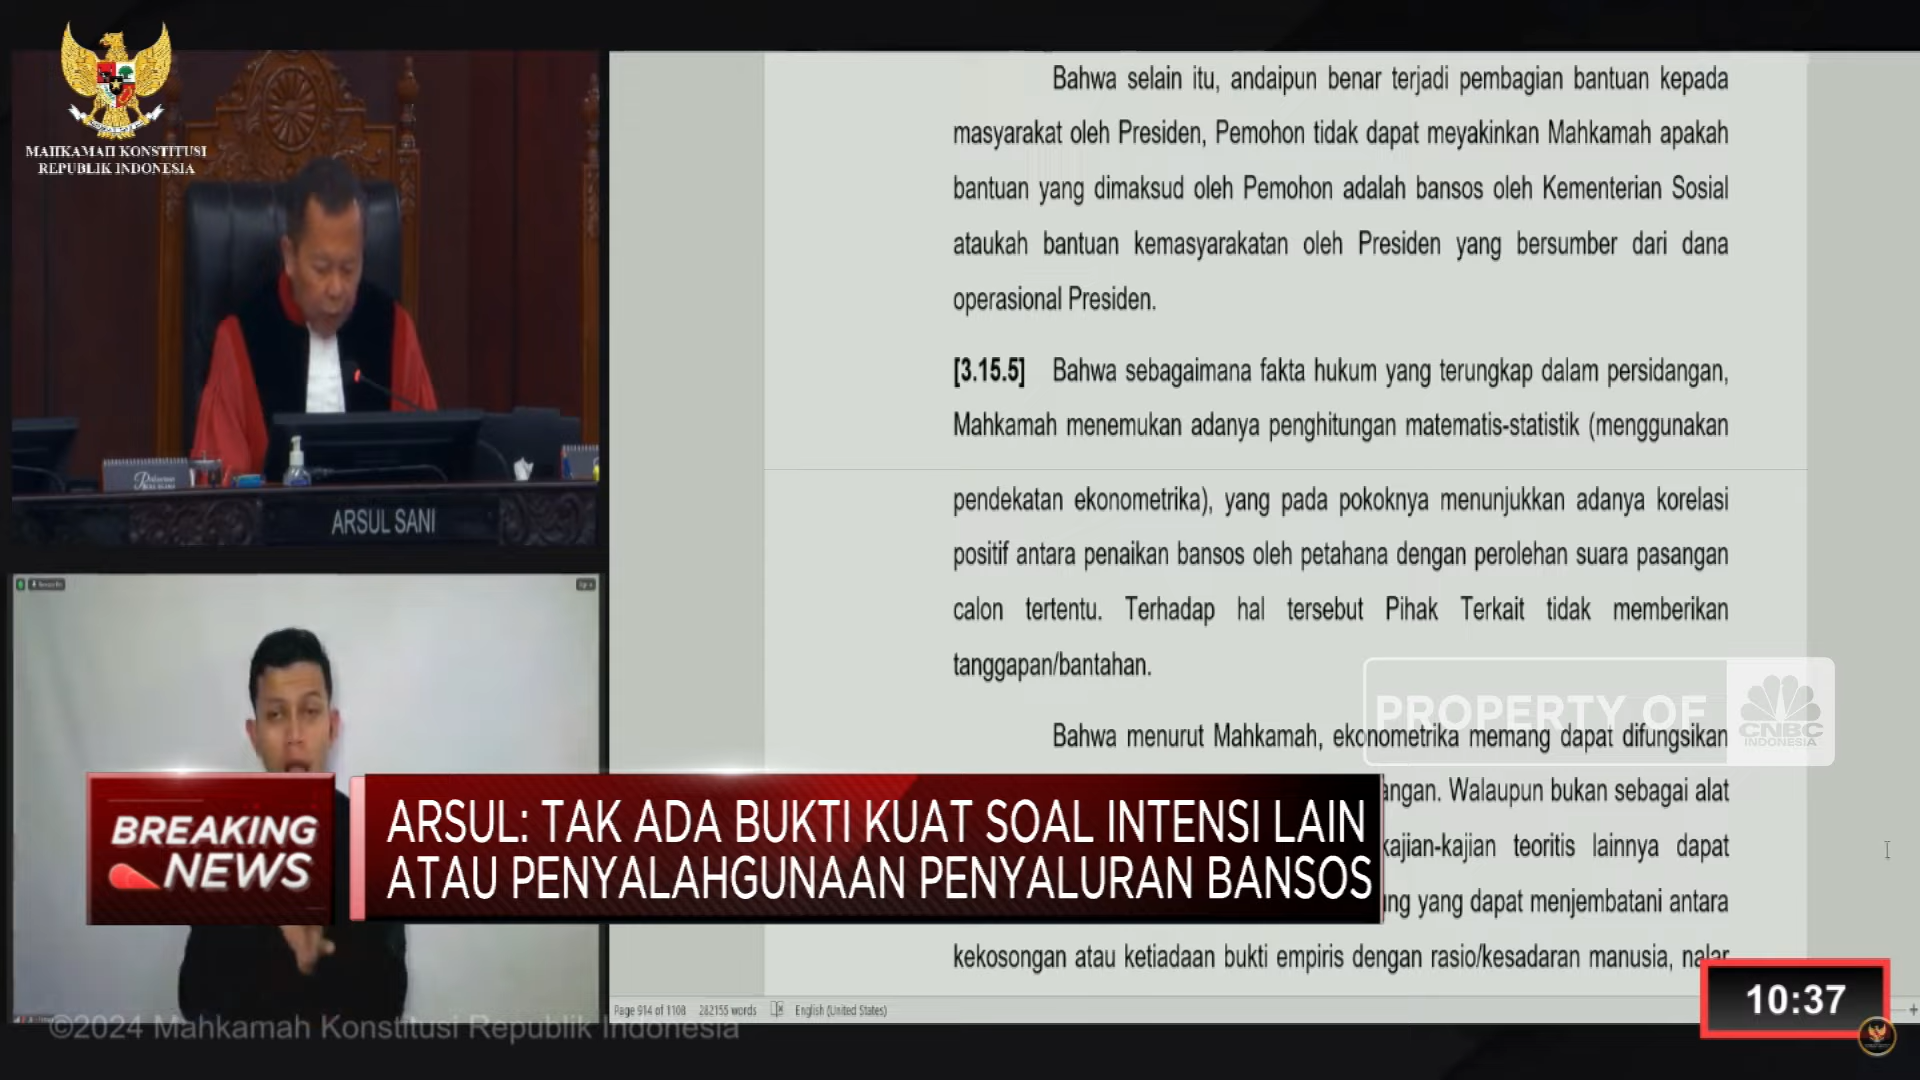 MAHKAMAH KONSTITUSI
REPUBLIK INDONESIA
ARSUL SANI
Bahwa selain itu, andaipun benar terjadi pembagian bantuan kepada
masyarakat oleh Presiden, Pemohon tidak dapat meyakinkan Mahkamah apakah
bantuan yang dimaksud oleh Pemohon adalah bansos oleh Kementerian Sosial
ataukah bantuan kemasyarakatan oleh Presiden yang bersumber dari dana
operasional Presiden.
[3.15.5] Bahwa sebagaimana fakta hukum yang terungkap dalam persidangan,
Mahkamah menemukan adanya penghitungan matematis-statistik (menggunakan
pendekatan ekonometrika), yang pada pokoknya menunjukkan adanya korelasi
positif antara penaikan bansos oleh petahana dengan perolehan suara pasangan
calon tertentu. Terhadap hal tersebut Pihak Terkait tidak memberikan
tanggapan/bantahan.
PROPERTY OF
CNBC
INDONESIA
Bahwa menurut Mahkamah, ekonometrika memang dapat difungsikan
angan. Walaupun bukan sebagai alat
kajian-kajian teoritis lainnya dapat
ung yang dapat menjembatani antara
kekosongan atau ketiadaan bukti empiris dengan rasio/kesadaran manusia, nalar
BREAKING
NEWS
ARSUL: TAK ADA BUKTI KUAT SOAL INTENSI LAIN
ATAU PENYALAHGUNAAN PENYALURAN BANSOS
Page 914 of 1108 282155 words English (United States)
10:37
©2024 Mahkamah Konstitusi Republik Indonesia